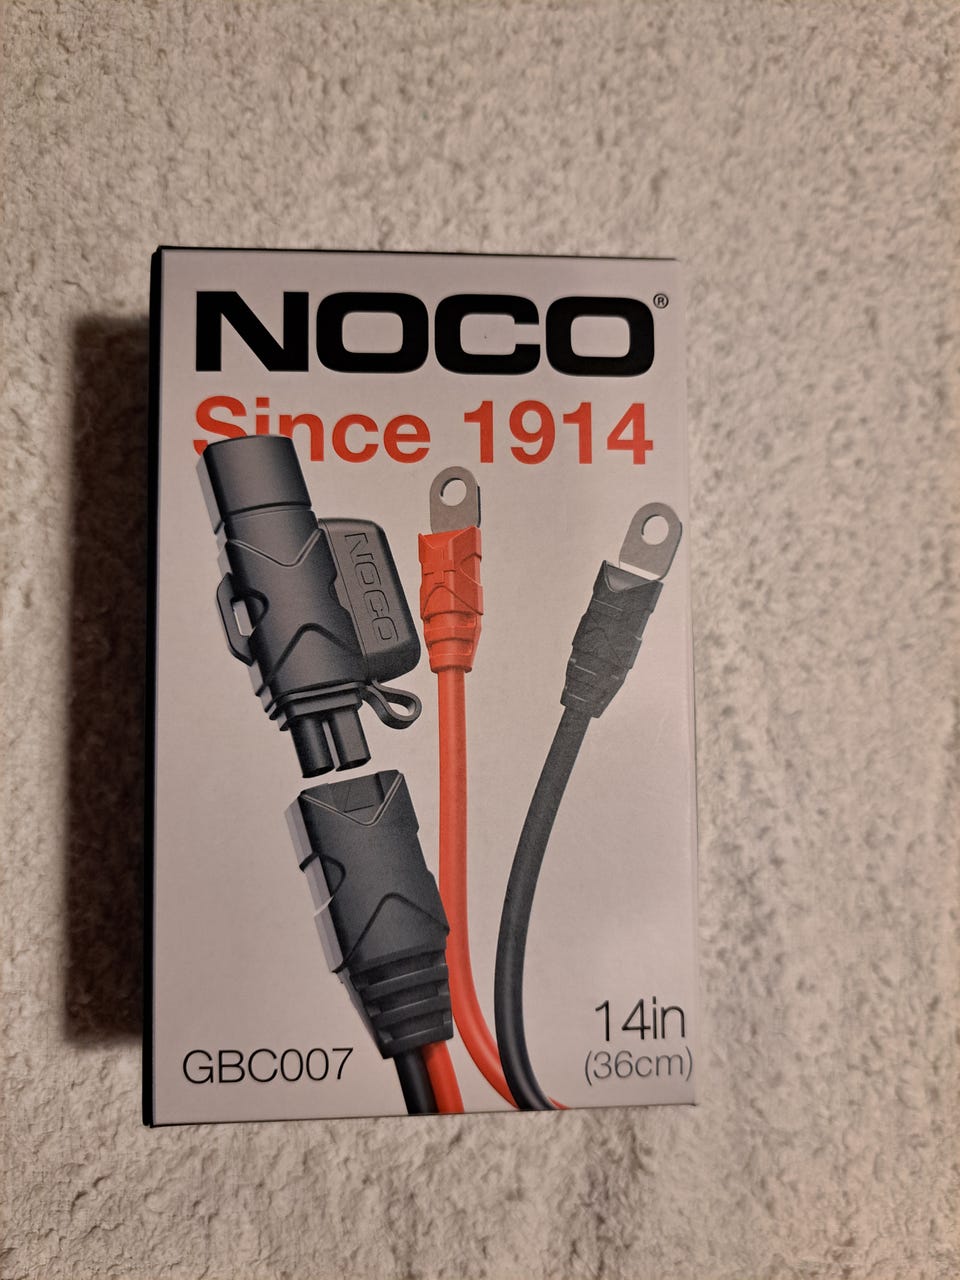 NOCO®
Since 1914
NOCO
14in
GBC007
(36cm)